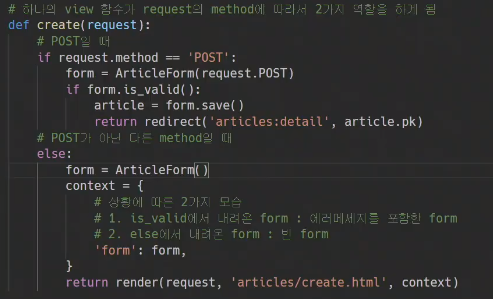 # 하나의 view 함수가 request의 method에 따라서 2가지 역할을 하게 됨
def create(request):
    # POST일 때
    if request.method == 'POST':
        form = ArticleForm(request.POST)
        if form.is_valid():
            article = form.save()
            return redirect('articles:detail', article.pk)
    # POST가 아닌 다른 method일 때
    else:
        form = ArticleForm()
        context = {
            # 상황에 따른 2가지 모습
            # 1. is_valid에서 내려온 form : 에러메세지를 포함한 form
            # 2. else에서 내려온 form : 빈 form
            'form': form,
        }
        return render(request, 'articles/create.html', context)